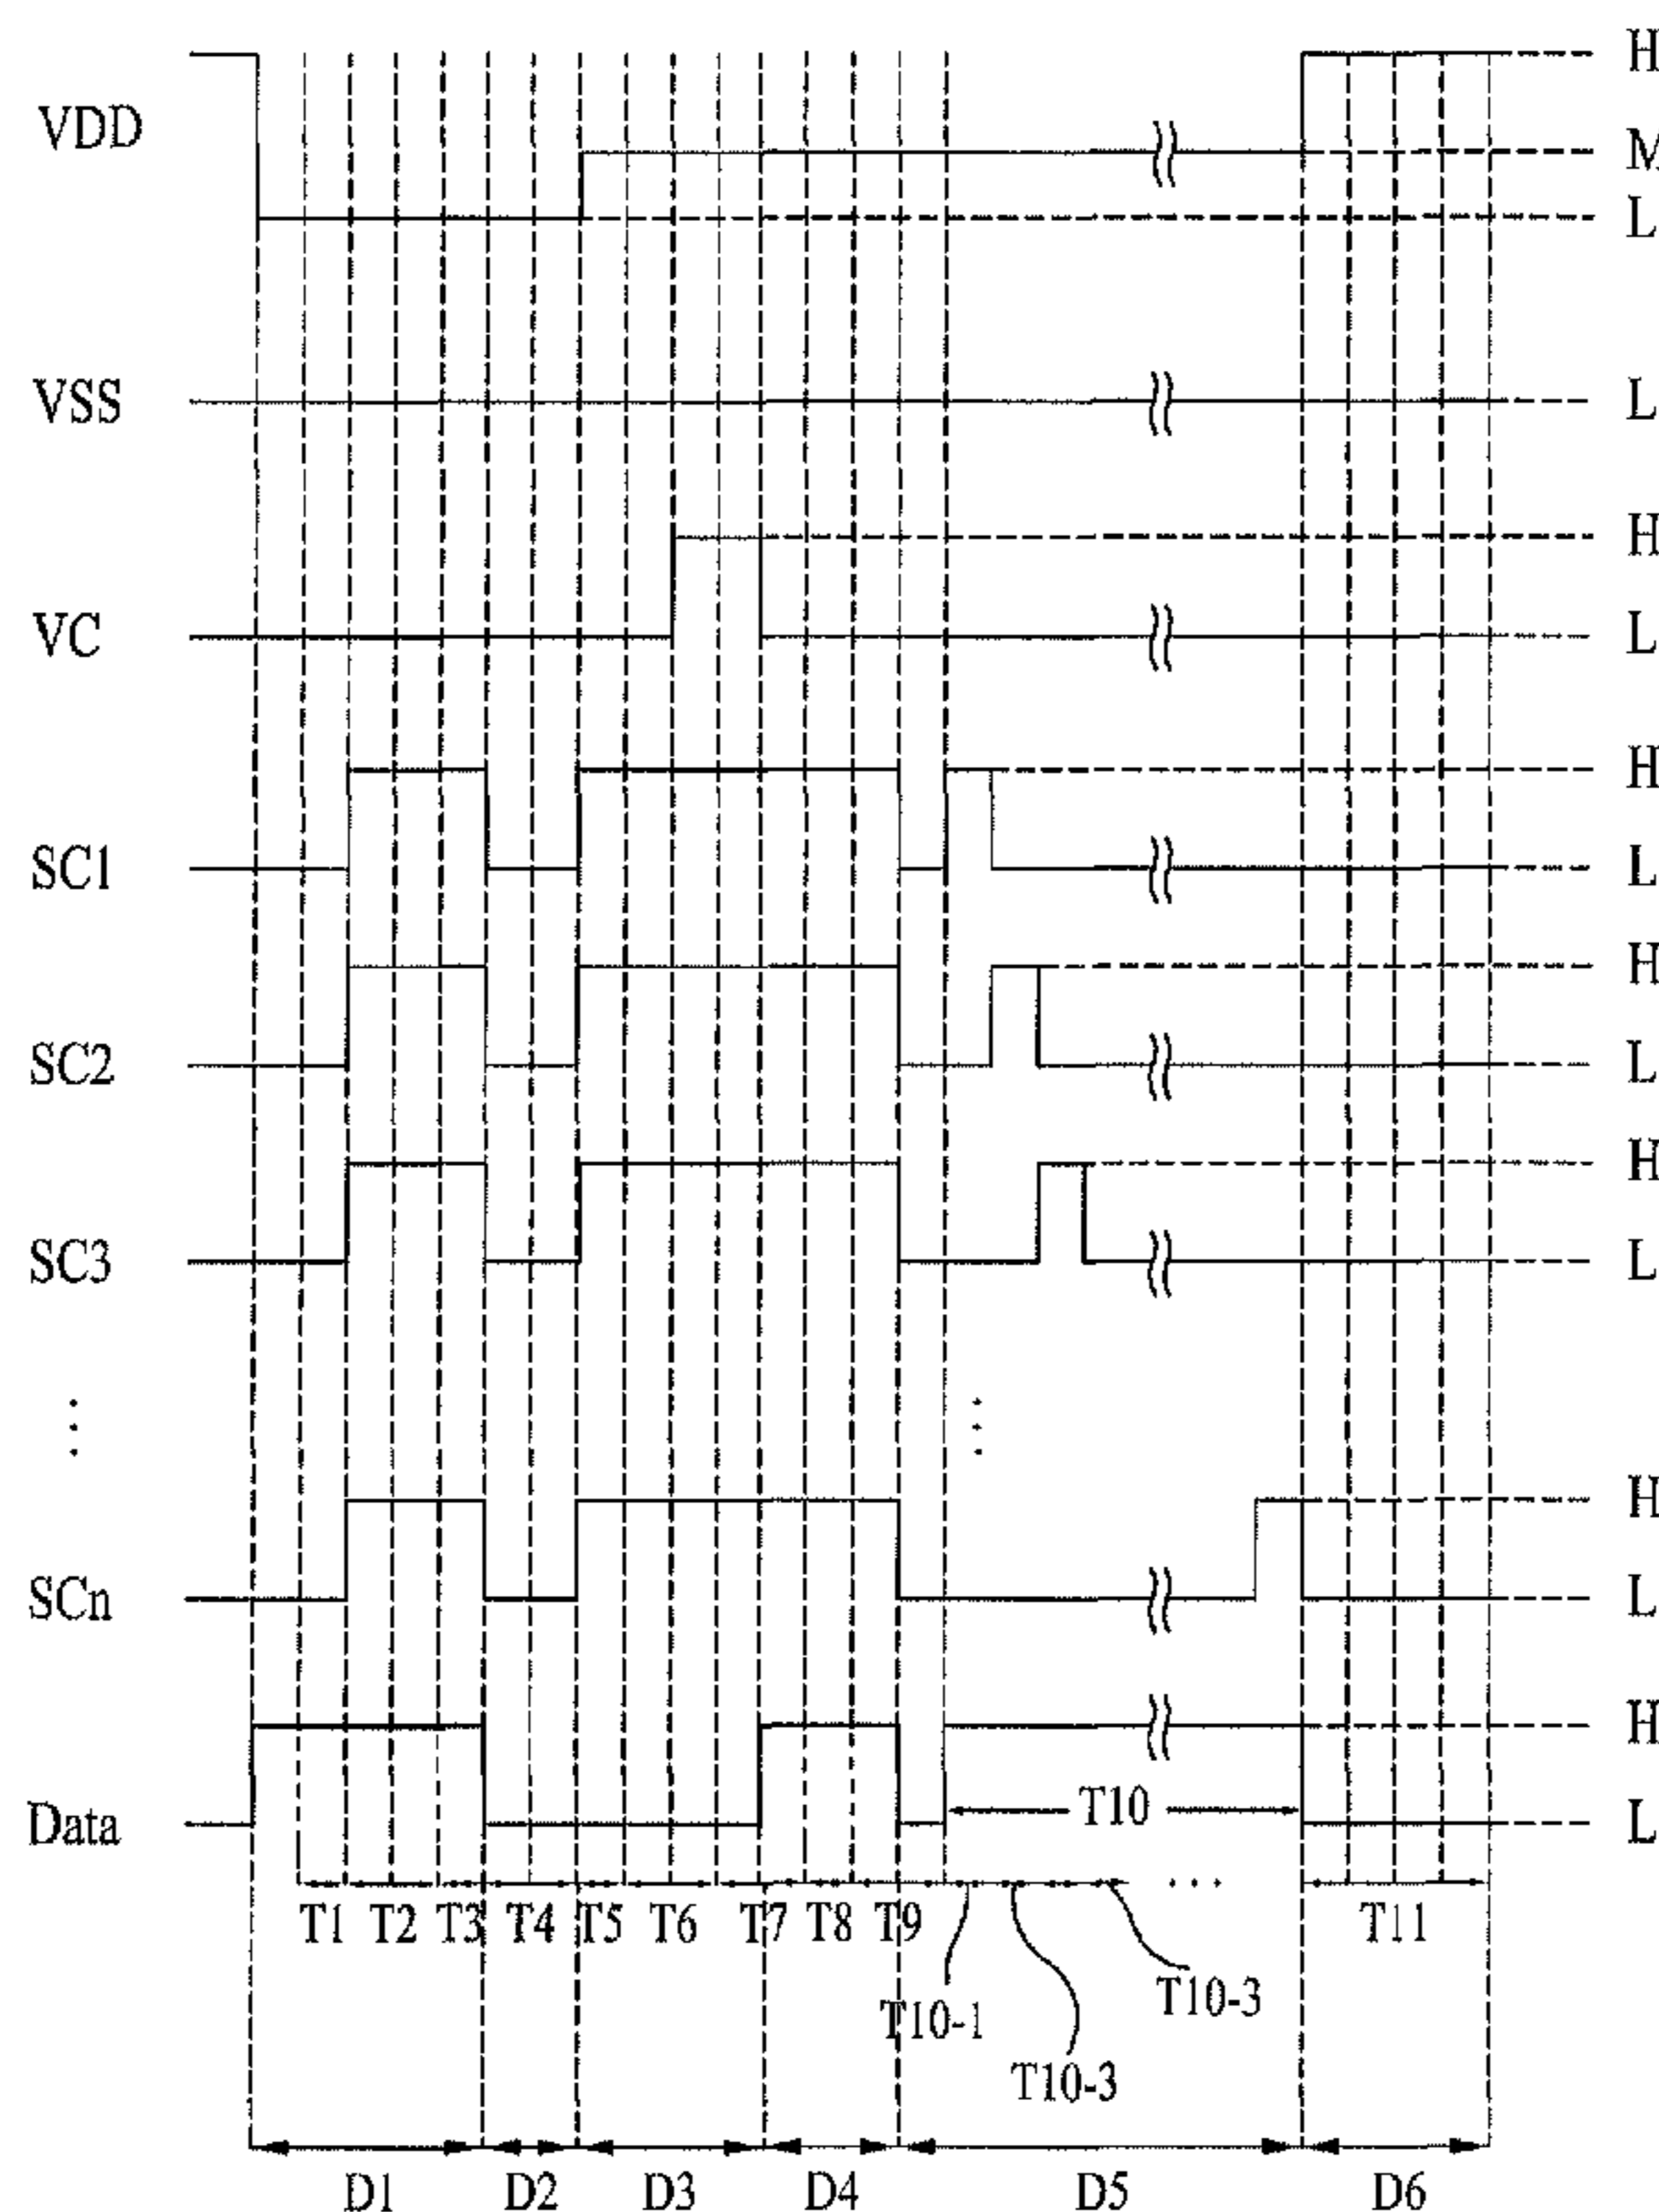 VDD
H
M
L
VSS
L
VC
H
L
SC1
H
L
SC2
H
L
SC3
H
L
SCn
H
L
Data
H
L
T10
T1 T2 T3 T4 T5 T6 T7 T8 T9 T11
T10-1
T10-3
T10-3
D1 D2 D3 D4 D5 D6